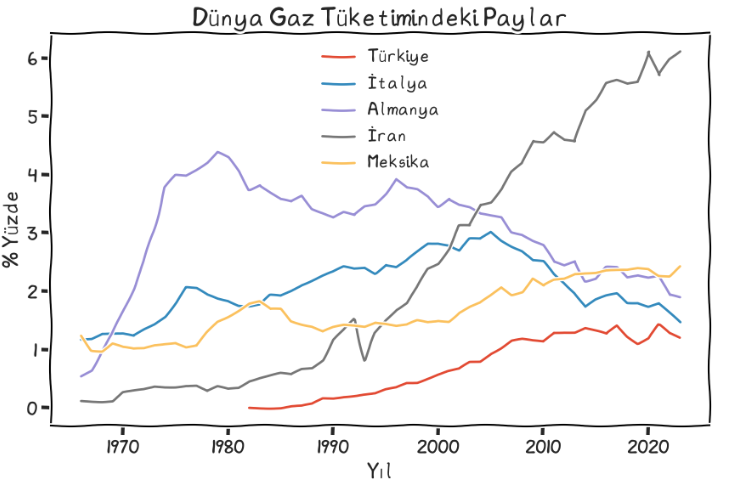 Dünya Gaz Tüketimindeki Paylar
Türkiye
İtalya
Almanya
İran
Meksika
% Yüzde
6
5
4
3
2
1
0
1970 1980 1990 2000 2010 2020
Yıl